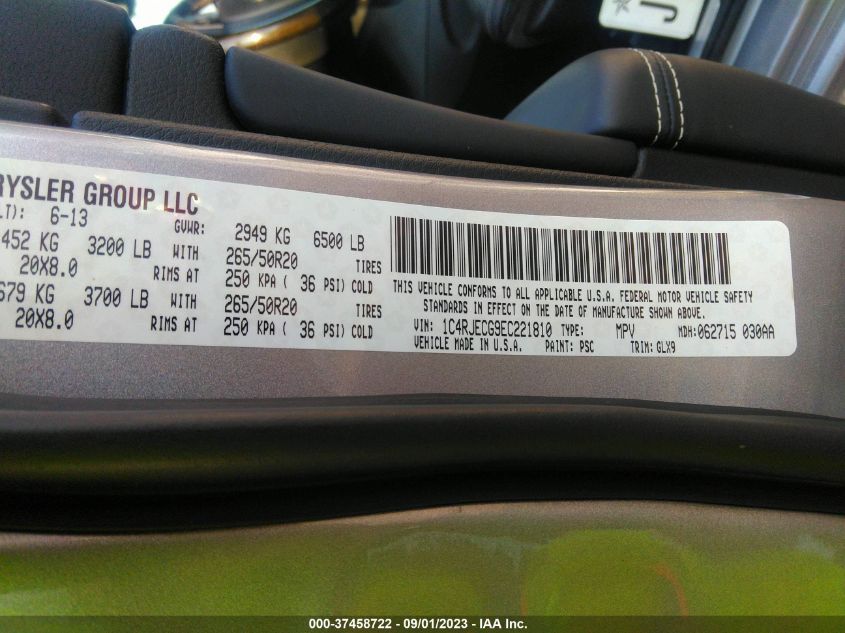 J
RYSLER GROUP LLC
LT): 6-13 GVWR: 2949 KG 6500 LB
452 KG 3200 LB WITH 265/50R20 TIRES
20X8.0 RIMS AT 250 KPA ( 36 PSI) COLD
679 KG 3700 LB WITH 265/50R20 TIRES
20X8.0 RIMS AT 250 KPA ( 36 PSI) COLD
THIS VEHICLE CONFORMS TO ALL APPLICABLE U.S.A. FEDERAL MOTOR VEHICLE SAFETY
STANDARDS IN EFFECT ON THE DATE OF MANUFACTURE SHOWN ABOVE.
VIN: 1C4RJECG9EC221810 TYPE: MPV MDH:062715 030AA
VEHICLE MADE IN U.S.A. PAINT: PSC TRIM: GLX9
000-37458722 - 09/01/2023 - IAA Inc.